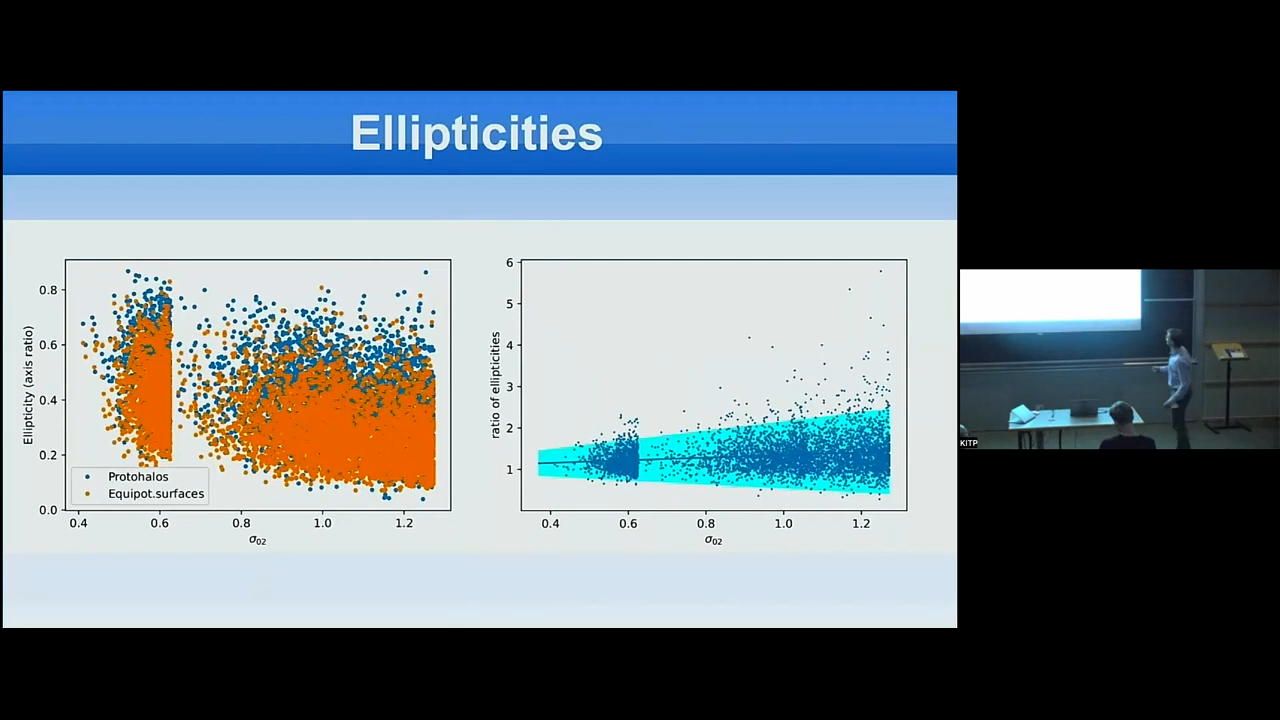 Ellipticities
Ellipticity (axis ratio)
0.8
0.6
0.4
0.2
0.0
Protohalos
Equipot.surfaces
0.4 0.6 0.8 1.0 1.2
σ02
ratio of ellipticities
6
5
4
3
2
1
0.4 0.6 0.8 1.0 1.2
σ02
KITP